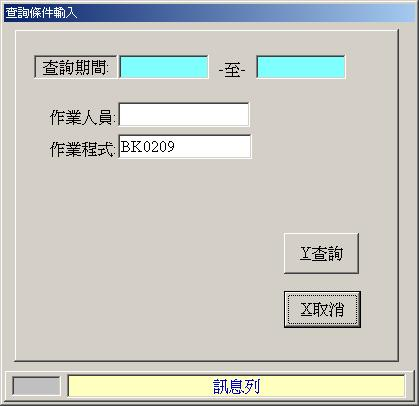 查詢條件輸入
查詢期間: -至-
作業人員:
作業程式: BK0209
Y查詢
X取消
訊息列